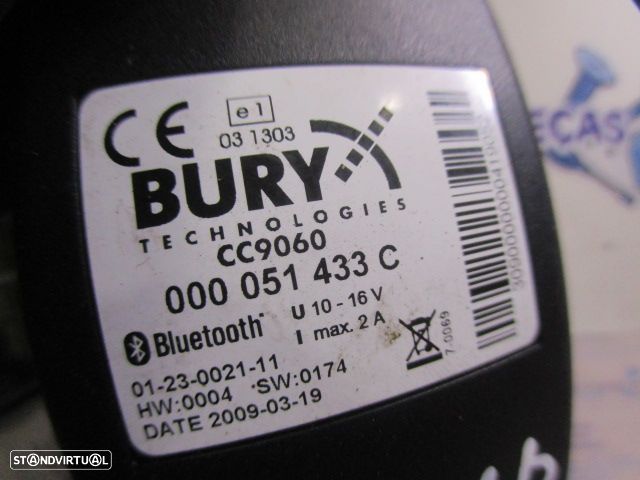 CE
e1
03 1303
BURY
TECHNOLOGIES
CC9060
000 051 433 C
Bluetooth
U 10 - 16 V
I max. 2 A
7-0069
01-23-0021-11
HW:0004 SW:0174
DATE 2009-03-19
ECAS
STANDVIRTUAL